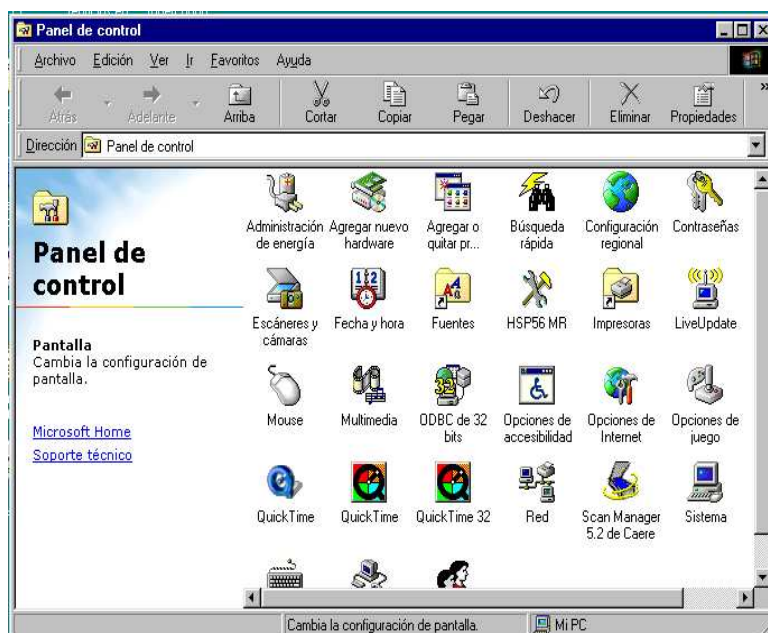 Panel de control
Archivo Edición Ver Ir Favoritos Ayuda
Atrás Adelante Arriba Cortar Copiar Pegar Deshacer Eliminar Propiedades »
Dirección Panel de control
Panel de
control
Pantalla
Cambia la configuración de
pantalla.
Microsoft Home
Soporte técnico
Administración
de energía
Agregar nuevo
hardware
Agregar o
quitar pr...
Búsqueda
rápida
Configuración
regional
Contraseñas
Escáneres y
cámaras
Fecha y hora
Fuentes
HSP56 MR
Impresoras
LiveUpdate
Mouse
Multimedia
ODBC de 32
bits
Opciones de
accesibilidad
Opciones de
Internet
Opciones de
juego
QuickTime
QuickTime
QuickTime 32
Red
Scan Manager
5.2 de Caere
Sistema
Cambia la configuración de pantalla. Mi PC